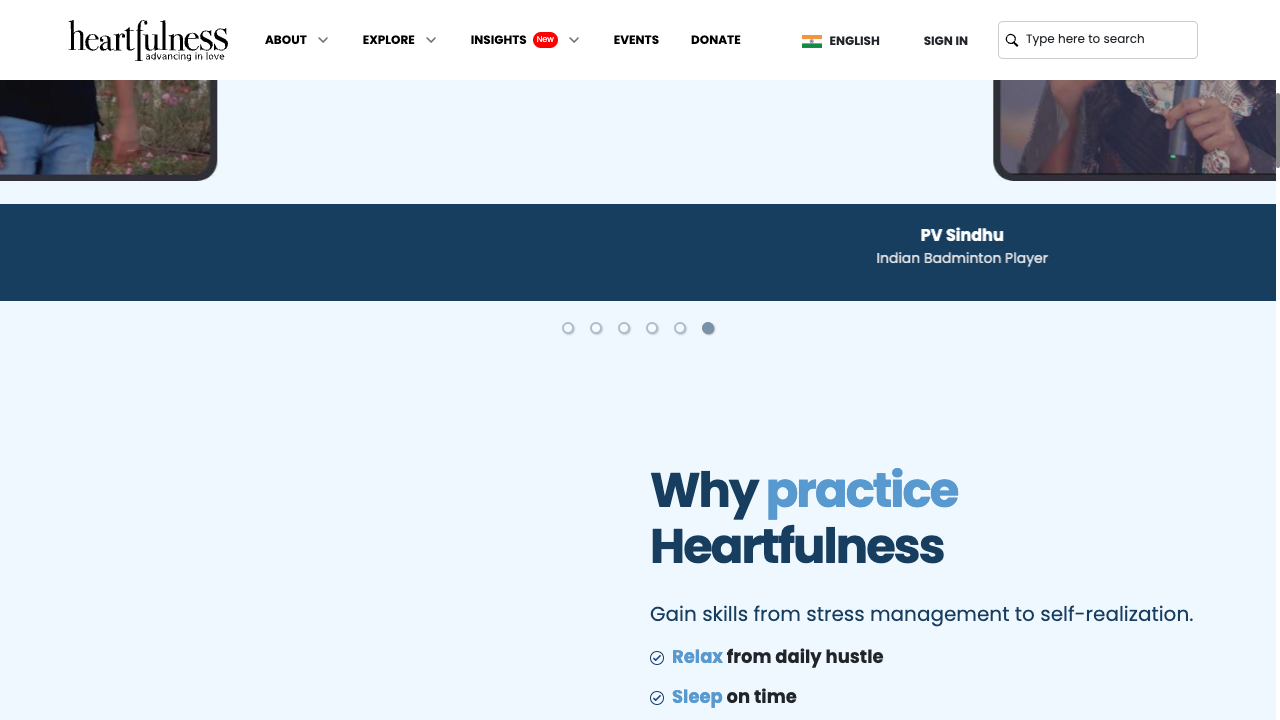 heartfulness
advancing in love
ABOUT
EXPLORE
INSIGHTS New
EVENTS
DONATE
ENGLISH
SIGN IN
Type here to search
PV Sindhu
Indian Badminton Player
Why practice
Heartfulness
Gain skills from stress management to self-realization.
Relax from daily hustle
Sleep on time